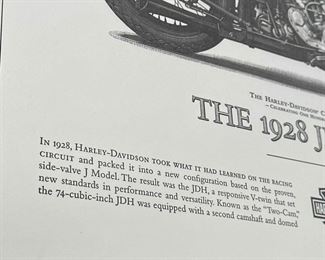 THE HARLEY-DAVIDSON® C
– CELEBRATING ONE HUND
THE 1928 J
IN 1928, HARLEY-DAVIDSON TOOK WHAT IT HAD LEARNED ON THE RACING
CIRCUIT and packed it into a new configuration based on the proven,
side-valve J Model. The result was the JDH, a responsive V-twin that set
new standards in performance and versatility. Known as the "Two-Cam,"
the 74-cubic-inch JDH was equipped with a second camshaft and domed